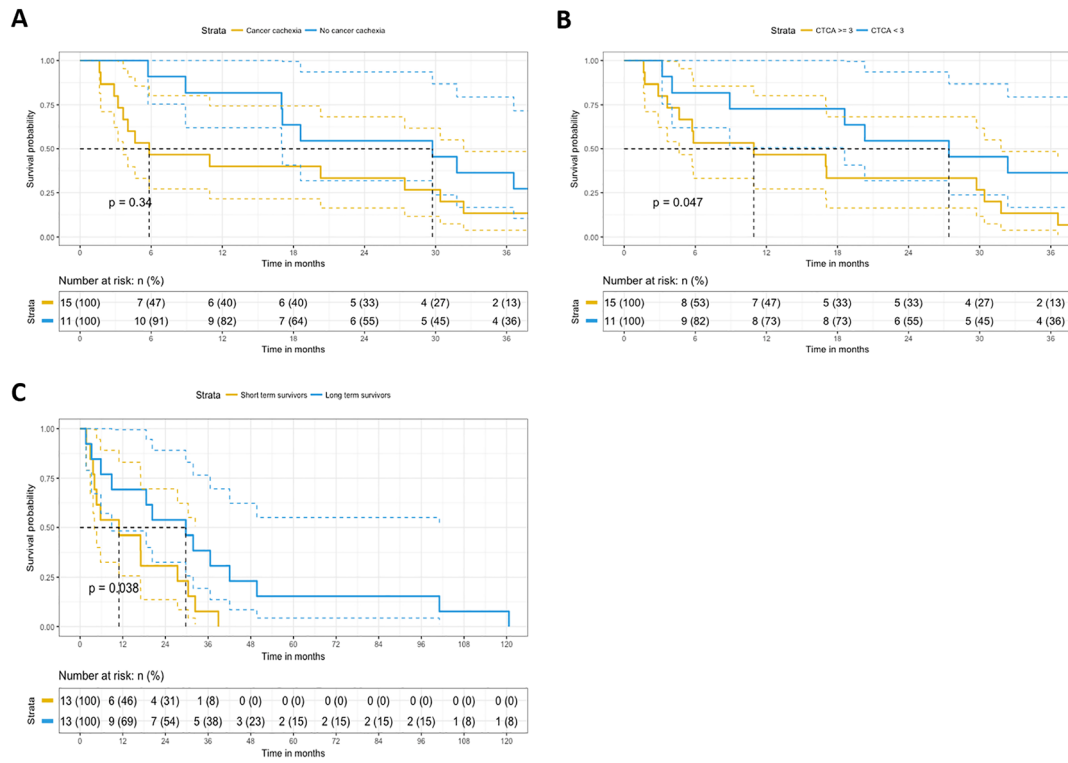 A
Strata Cancer cachexia No cancer cachexia
1.00
0.75
0.50
0.25
0.00
Survival probability
p = 0.34
0 6 12 18 24 30 36
Time in months
Number at risk: n (%)
Strata
15 (100) 7 (47) 6 (40) 6 (40) 5 (33) 4 (27) 2 (13)
11 (100) 10 (91) 9 (82) 7 (64) 6 (55) 5 (45) 4 (36)
0 6 12 18 24 30 36
Time in months
B
Strata CTCA >= 3 CTCA < 3
1.00
0.75
0.50
0.25
0.00
Survival probability
p = 0.047
0 6 12 18 24 30 36
Time in months
Number at risk: n (%)
Strata
15 (100) 8 (53) 7 (47) 5 (33) 5 (33) 4 (27) 2 (13)
11 (100) 9 (82) 8 (73) 8 (73) 6 (55) 5 (45) 4 (36)
0 6 12 18 24 30 36
Time in months
C
Strata Short term survivors Long term survivors
1.00
0.75
0.50
0.25
0.00
Survival probability
p = 0.038
0 12 24 36 48 60 72 84 96 108 120
Time in months
Number at risk: n (%)
Strata
13 (100) 6 (46) 4 (31) 1 (8) 0 (0) 0 (0) 0 (0) 0 (0) 0 (0) 0 (0) 0 (0)
13 (100) 9 (69) 7 (54) 5 (38) 3 (23) 2 (15) 2 (15) 2 (15) 2 (15) 1 (8) 1 (8)
0 12 24 36 48 60 72 84 96 108 120
Time in months